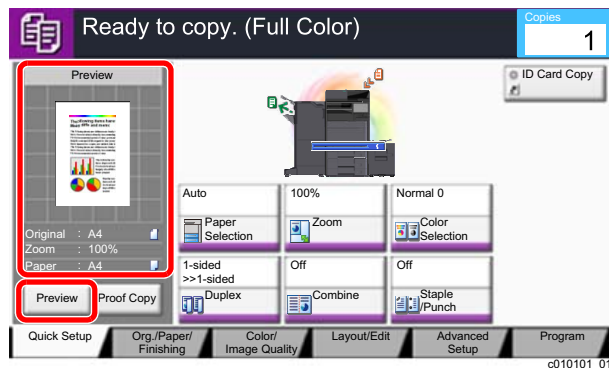 Ready to copy. (Full Color)
Copies
1
Preview
Original : A4
Zoom : 100%
Paper : A4
Preview
Proof Copy
ID Card Copy
Auto
Paper
Selection
100%
Zoom
Normal 0
Color
Selection
1-sided
>>1-sided
Duplex
Off
Combine
Off
Staple
/Punch
Quick Setup
Org./Paper/
Finishing
Color/
Image Quality
Layout/Edit
Advanced
Setup
Program
c010101_01